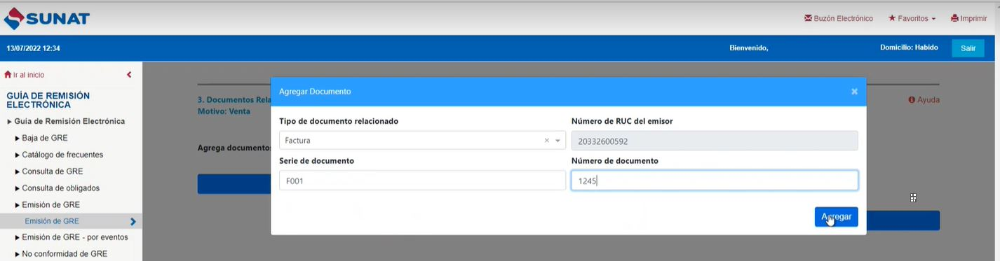 SUNAT
Buzón Electrónico Favoritos Imprimir
13/07/2022 12:34 Bienvenido, Domicilio: Habido Salir
Ir al inicio
GUÍA DE REMISIÓN
ELECTRÓNICA
Guía de Remisión Electrónica
Baja de GRE
Catálogo de frecuentes
Consulta de GRE
Consulta de obligados
Emisión de GRE
Emisión de GRE
Emisión de GRE - por eventos
No conformidad de GRE
3. Documentos Rela
Motivo: Venta
Ayuda
Agrega documento
Agregar Documento ×
Tipo de documento relacionado Número de RUC del emisor
Factura × 20332600592
Serie de documento Número de documento
F001 1245
Agregar